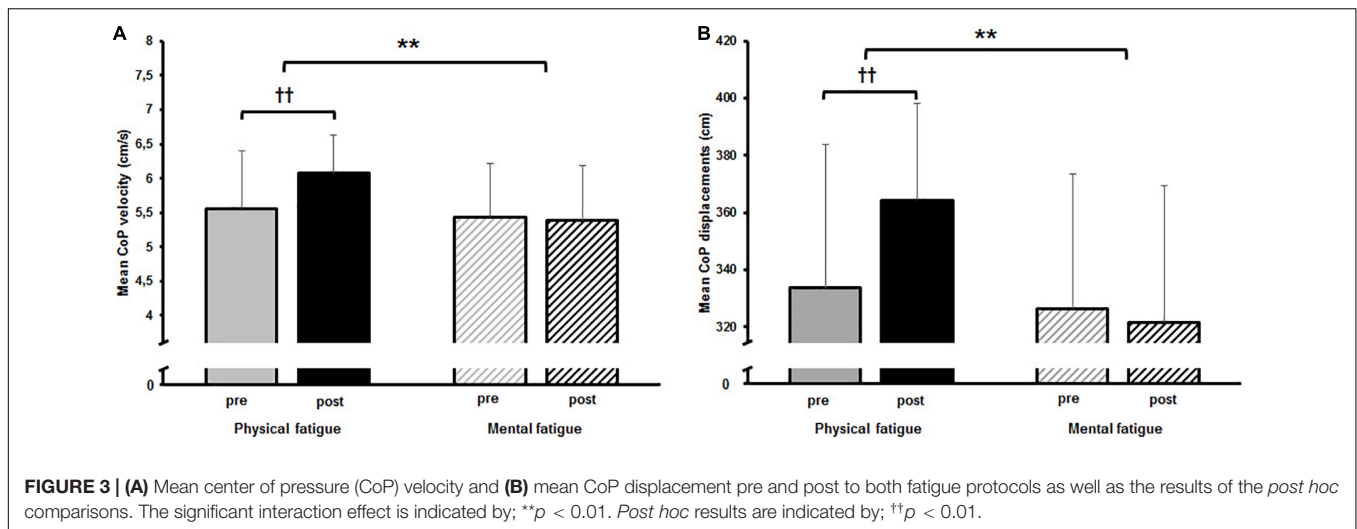 A
8
7,5
7
6,5
6
5,5
5
4,5
4
0
Mean CoP velocity (cm/s)
**
††
pre
post
pre
post
Physical fatigue
Mental fatigue
B
420
400
380
360
340
320
0
Mean CoP displacements (cm)
**
††
pre
post
pre
post
Physical fatigue
Mental fatigue
FIGURE 3 | (A) Mean center of pressure (CoP) velocity and (B) mean CoP displacement pre and post to both fatigue protocols as well as the results of the post hoc
comparisons. The significant interaction effect is indicated by; **p < 0.01. Post hoc results are indicated by; ††p < 0.01.